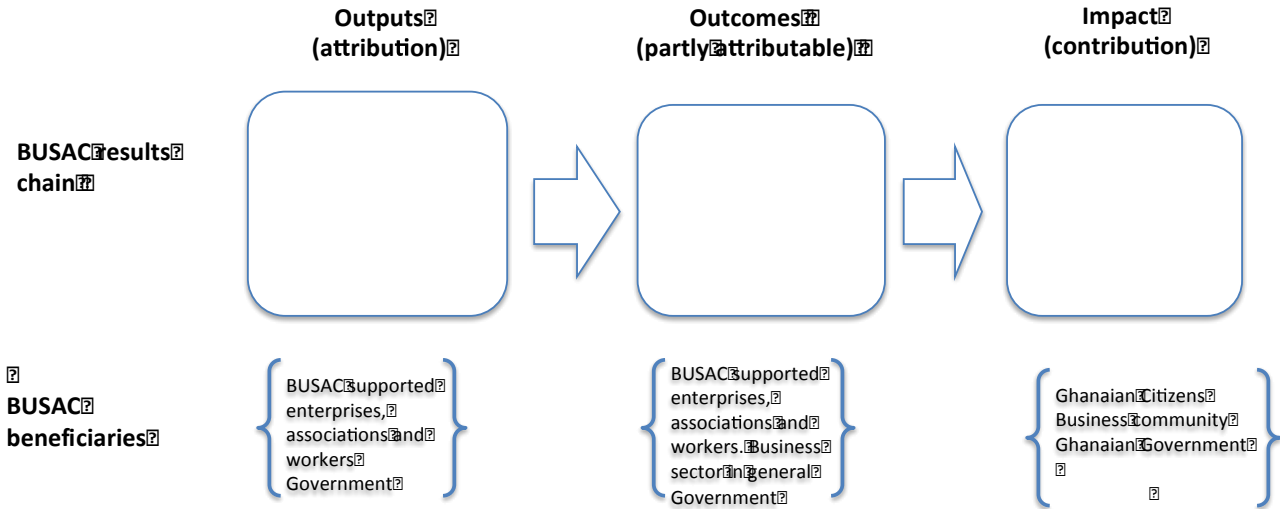 Outputs
(attribution)
Outcomes
(partly attributable)
Impact
(contribution)
BUSAC results
chain
BUSAC
beneficiaries
BUSAC supported
enterprises,
associations and
workers
Government
BUSAC supported
enterprises,
associations and
workers. Business
sector in general
Government
Ghanaian Citizens
Business community
Ghanaian Government